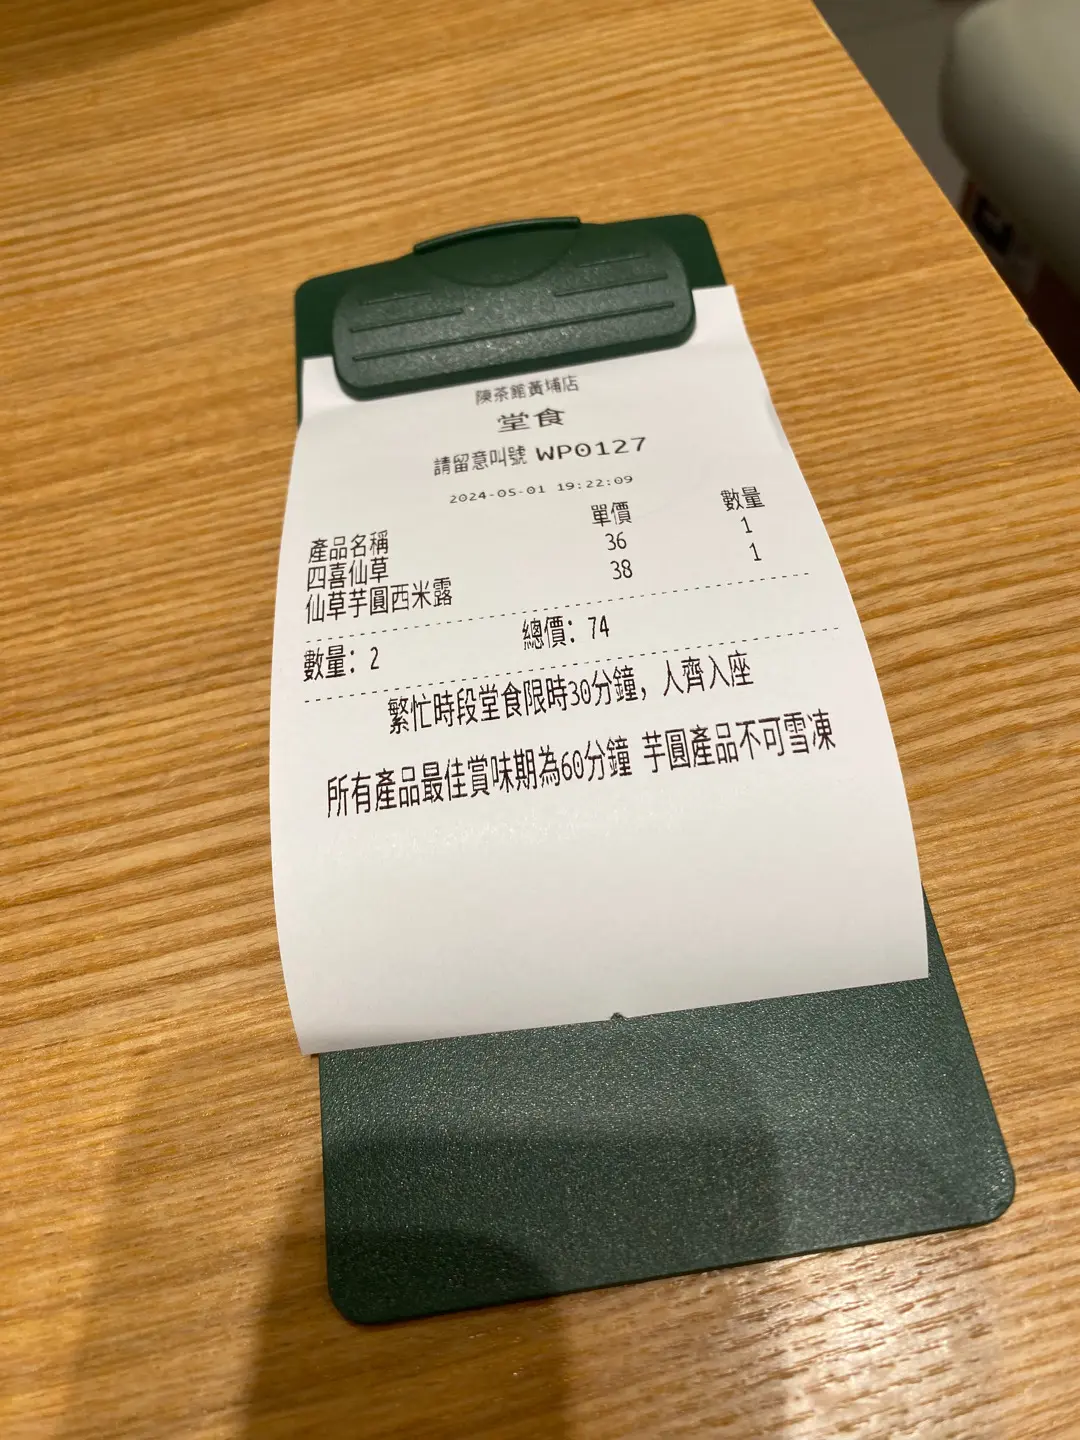 陳茶館黃埔店
堂食
請留意叫號 WP0127
2024-05-01 19:22:09
產品名稱 單價 數量
四喜仙草 36 1
仙草芋圓西米露 38 1
數量: 2 總價: 74
繁忙時段堂食限時30分鐘, 人齊入座
所有產品最佳賞味期為60分鐘 芋圓產品不可雪凍